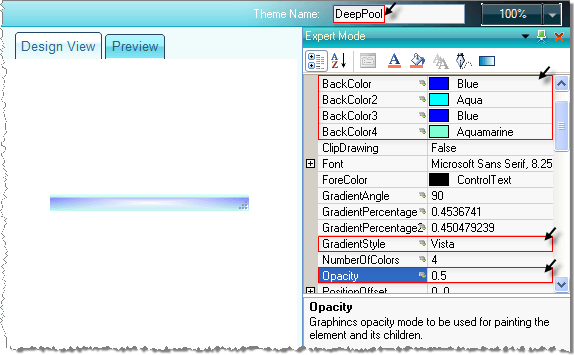 Theme Name: DeepPool 100%
Design View Preview
Expert Mode
BackColor Blue
BackColor2 Aqua
BackColor3 Blue
BackColor4 Aquamarine
ClipDrawing False
Font Microsoft Sans Serif, 8.25
ForeColor ControlText
GradientAngle 90
GradientPercentage 0.4536741
GradientPercentage2 0.450479239
GradientStyle Vista
NumberOfColors 4
Opacity 0.5
PositionOffset 0, 0
Opacity
Graphincs opacity mode to be used for painting the
element and its children.